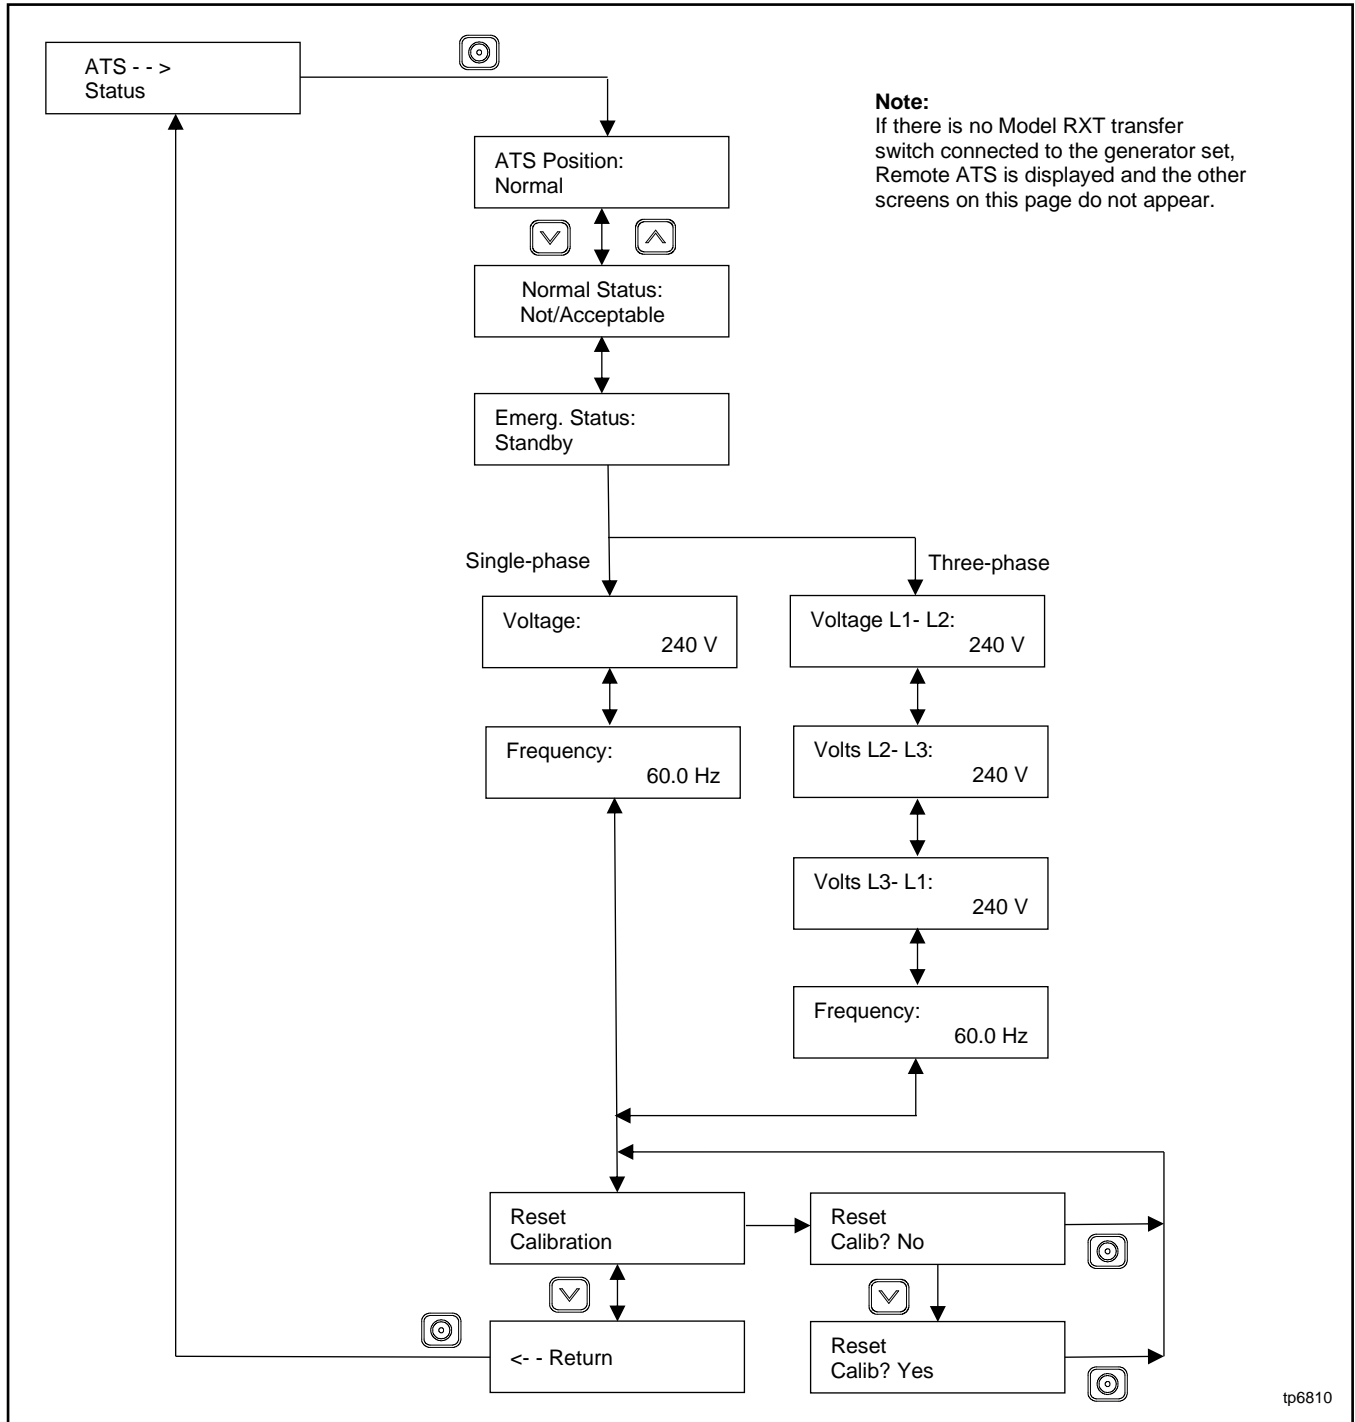 ATS - - >
Status
Note:
If there is no Model RXT transfer
switch connected to the generator set,
Remote ATS is displayed and the other
screens on this page do not appear.
ATS Position:
Normal
Normal Status:
Not/Acceptable
Emerg. Status:
Standby
Single-phase
Three-phase
Voltage:
240 V
Voltage L1- L2:
240 V
Frequency:
60.0 Hz
Volts L2- L3:
240 V
Volts L3- L1:
240 V
Frequency:
60.0 Hz
Reset
Calibration
Reset
Calib? No
<- - Return
Reset
Calib? Yes
tp6810